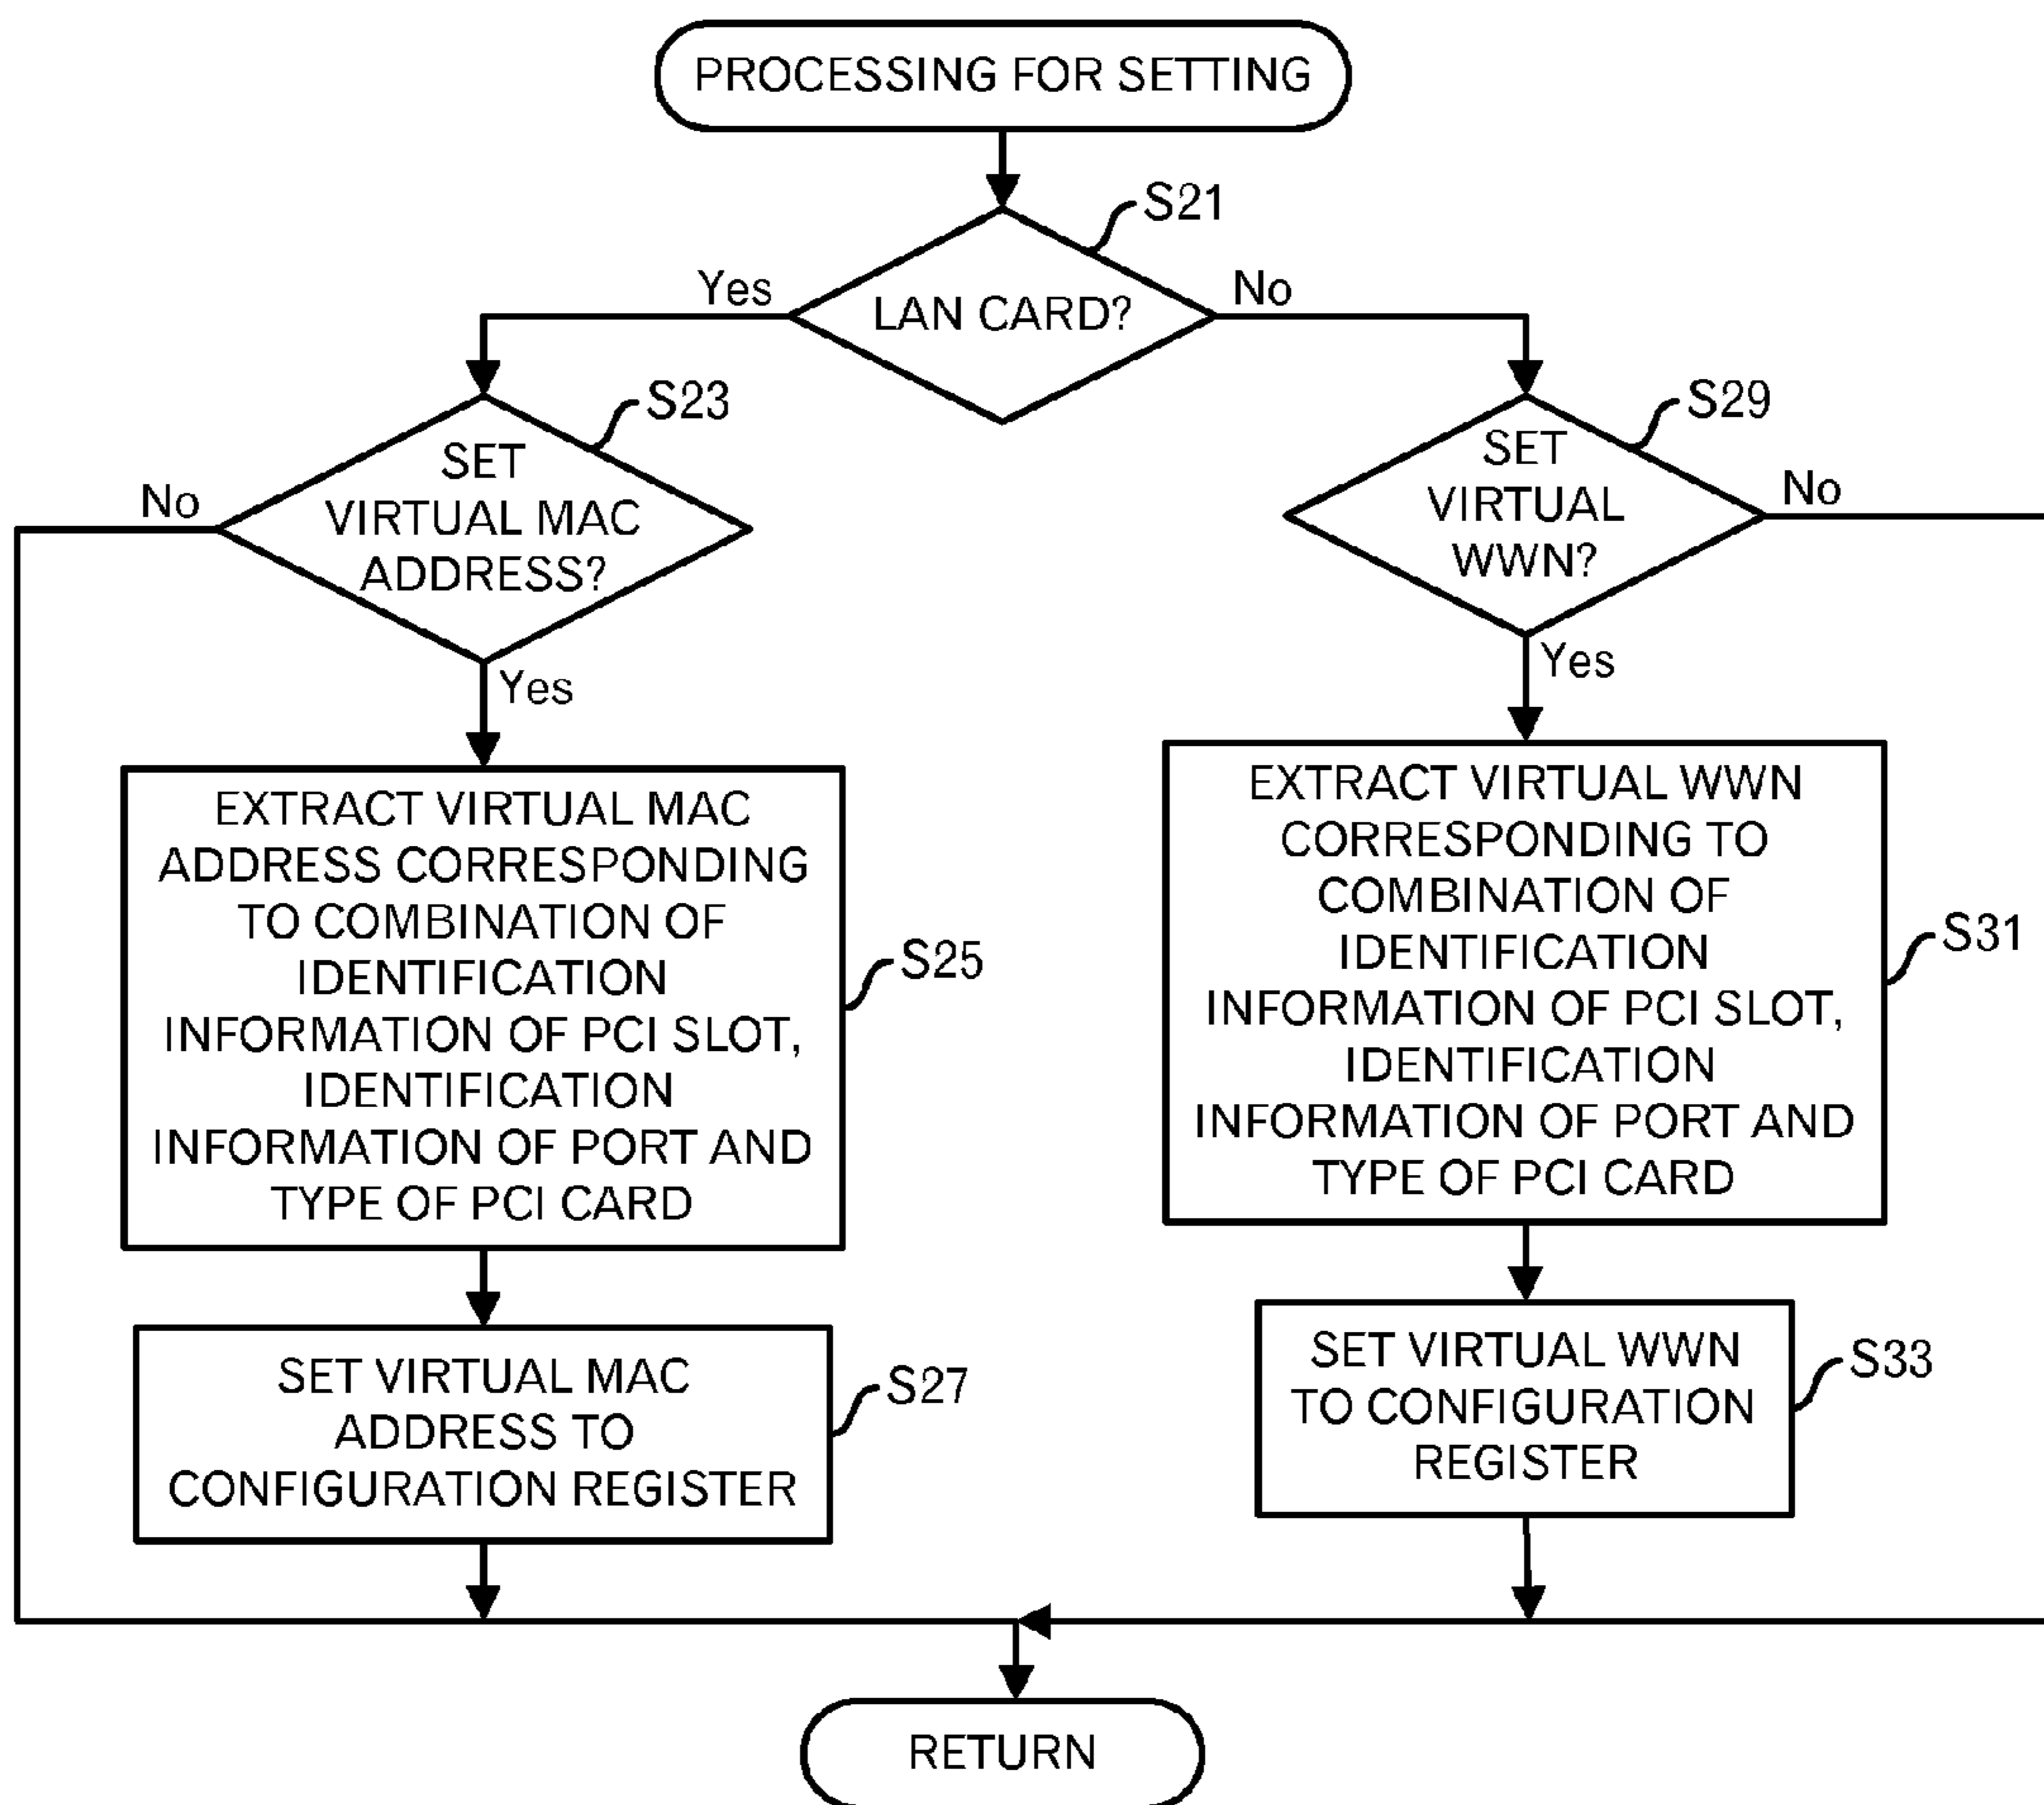 PROCESSING FOR SETTING
S21
LAN CARD?
Yes
No
S23
SET
VIRTUAL MAC
ADDRESS?
No
Yes
EXTRACT VIRTUAL MAC
ADDRESS CORRESPONDING
TO COMBINATION OF
IDENTIFICATION
INFORMATION OF PCI SLOT,
IDENTIFICATION
INFORMATION OF PORT AND
TYPE OF PCI CARD
S25
SET VIRTUAL MAC
ADDRESS TO
CONFIGURATION REGISTER
S27
S29
SET
VIRTUAL
WWN?
No
Yes
EXTRACT VIRTUAL WWN
CORRESPONDING TO
COMBINATION OF
IDENTIFICATION
INFORMATION OF PCI SLOT,
IDENTIFICATION
INFORMATION OF PORT AND
TYPE OF PCI CARD
S31
SET VIRTUAL WWN
TO CONFIGURATION
REGISTER
S33
RETURN